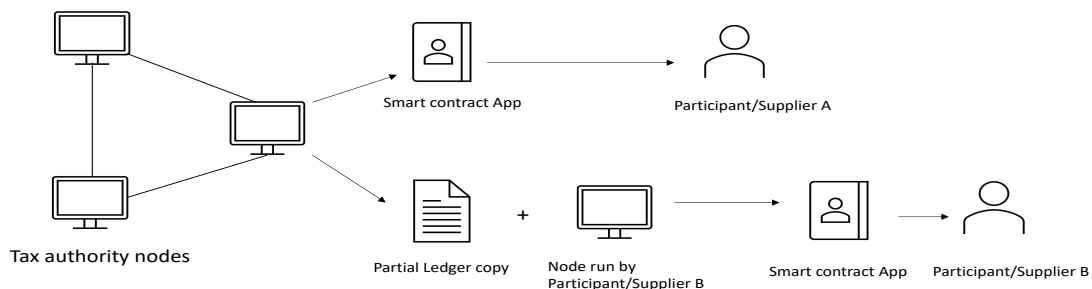 Smart contract App
Participant/Supplier A
Tax authority nodes
Partial Ledger copy
+
Node run by
Participant/Supplier B
Smart contract App
Participant/Supplier B